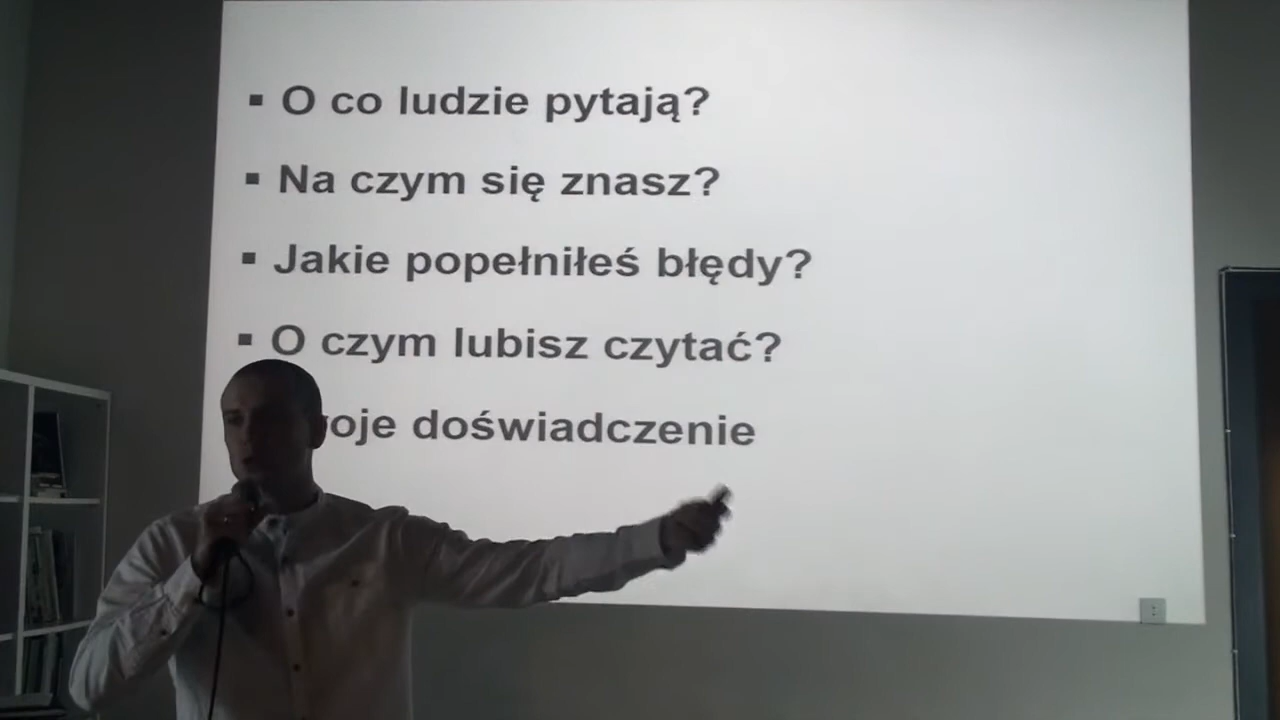 ▪ O co ludzie pytają?
▪ Na czym się znasz?
▪ Jakie popełniłeś błędy?
▪ O czym lubisz czytać?
doświadczenie